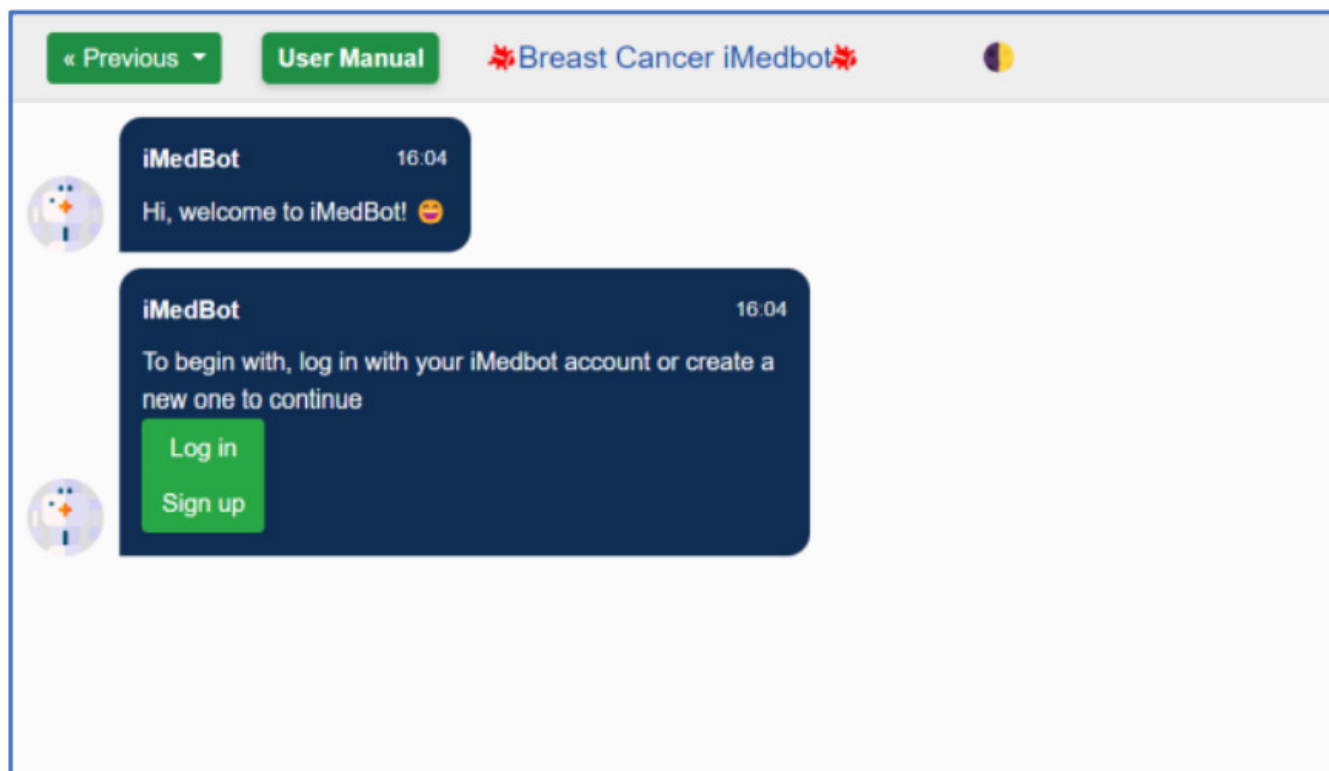 « Previous
User Manual
Breast Cancer iMedbot
iMedBot 16:04
Hi, welcome to iMedBot!
iMedBot 16:04
To begin with, log in with your iMedbot account or create a
new one to continue
Log in
Sign up